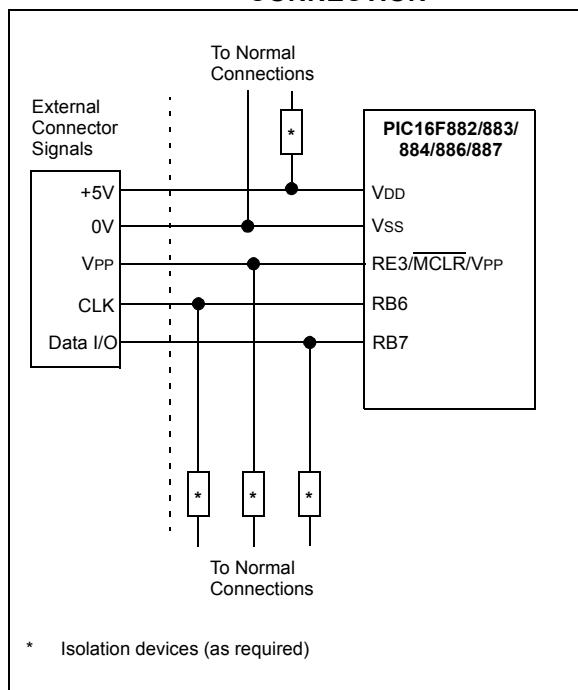 CONNECTION
To Normal
Connections
External
Connector
Signals
*
PIC16F882/883/
884/886/887
+5V
VDD
0V
VSS
VPP
RE3/MCLR/VPP
CLK
RB6
Data I/O
RB7
* * *
To Normal
Connections
* Isolation devices (as required)